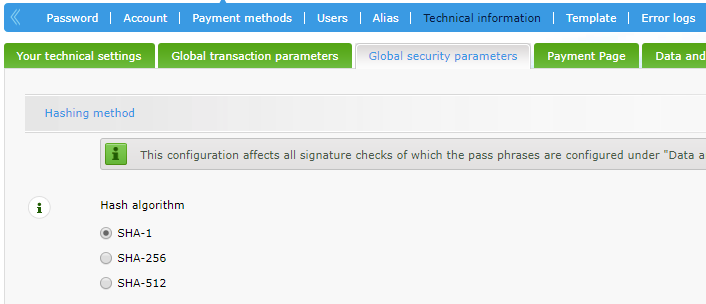 Password | Account | Payment methods | Users | Alias | Technical information | Template | Error logs
Your technical settings Global transaction parameters Global security parameters Payment Page Data and
Hashing method
i This configuration affects all signature checks of which the pass phrases are configured under "Data a
i Hash algorithm
SHA-1
SHA-256
SHA-512